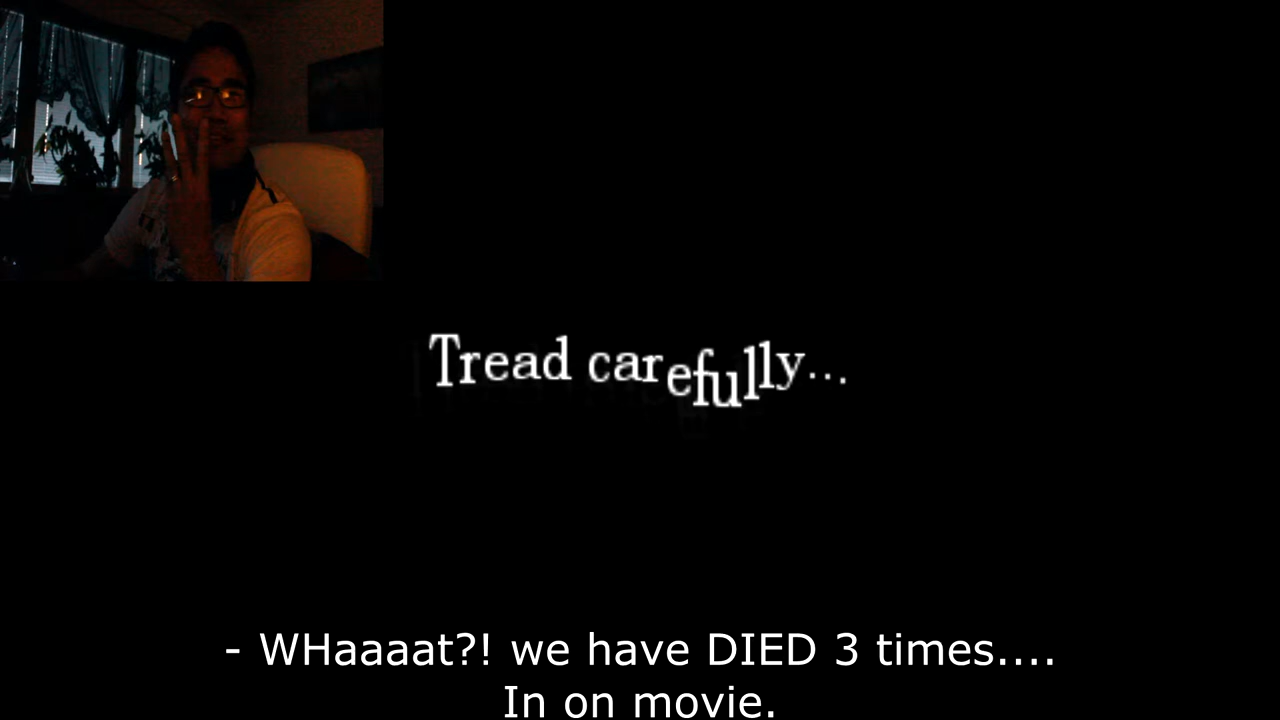 Tread carefully...
- WHaaaat?! we have DIED 3 times....
In on movie.